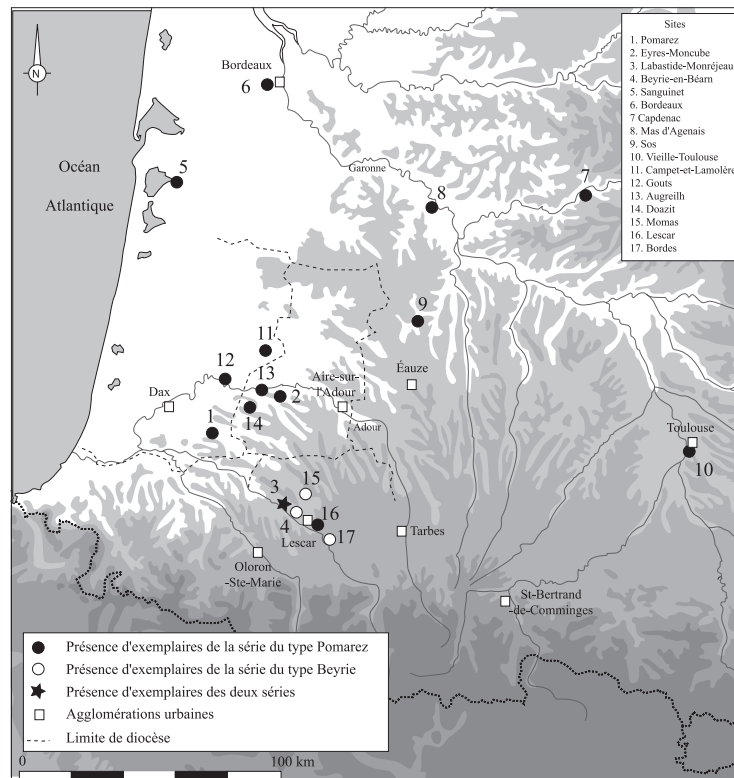 Sites
1. Pomarez
2. Eyres-Moncube
3. Labastide-Monréjeau
4. Beyrie-en-Béarn
5. Sanguinet
6. Bordeaux
7 Capdenac
8. Mas d'Agenais
9. Sos
10. Vieille-Toulouse
11. Campet-et-Lamolère
12. Gouts
13. Augreilh
14. Doazit
15. Momas
16. Lescar
17. Bordes
N
Bordeaux
6
Océan
Atlantique
5
Garonne
7
8
9
11
12
13
Aire-sur-
l'Adour
Éauze
Dax
2
14
1
Adour
Toulouse
10
15
3
16
4
Lescar
17
Tarbes
Oloron
-Ste-Marie
St-Bertrand
-de-Comminges
Présence d'exemplaires de la série du type Pomarez
Présence d'exemplaires de la série du type Beyrie
Présence d'exemplaires des deux séries
Agglomérations urbaines
Limite de diocèse
0
100 km